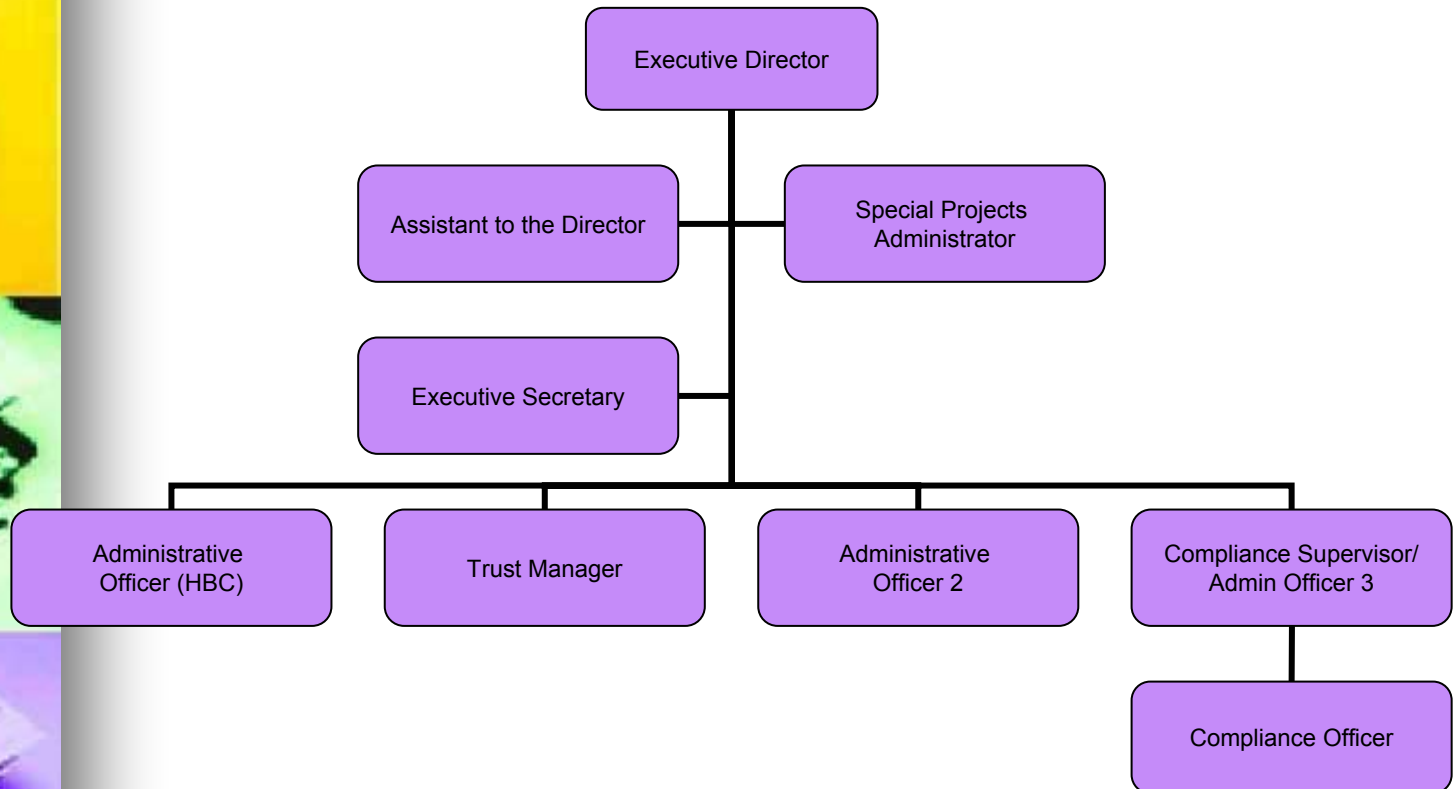 Executive Director
Assistant to the Director
Special Projects
Administrator
Executive Secretary
Administrative
Officer (HBC)
Trust Manager
Administrative
Officer 2
Compliance Supervisor/
Admin Officer 3
Compliance Officer